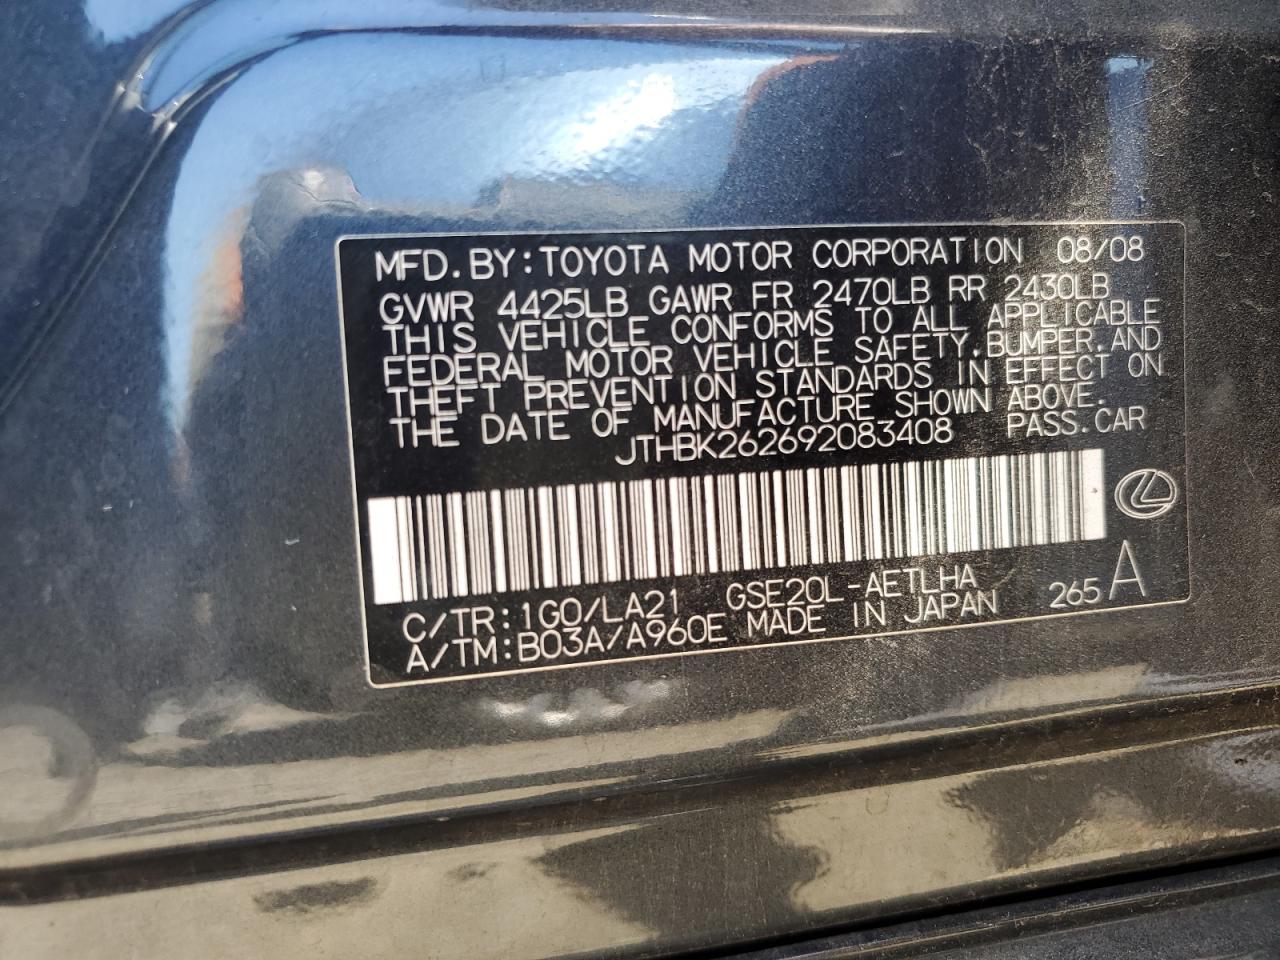 MFD. BY: TOYOTA MOTOR CORPORATION 08/08
GVWR 4425LB GAWR FR 2470LB RR 2430LB
THIS VEHICLE CONFORMS TO ALL APPLICABLE
FEDERAL MOTOR VEHICLE SAFETY, BUMPER, AND
THEFT PREVENTION STANDARDS IN EFFECT ON
THE DATE OF MANUFACTURE SHOWN ABOVE.
JTHBK262692083408 PASS. CAR
C/TR: 1G0/LA21 GSE20L-AETLHA
A/TM: B03A/A960E MADE IN JAPAN 265 A